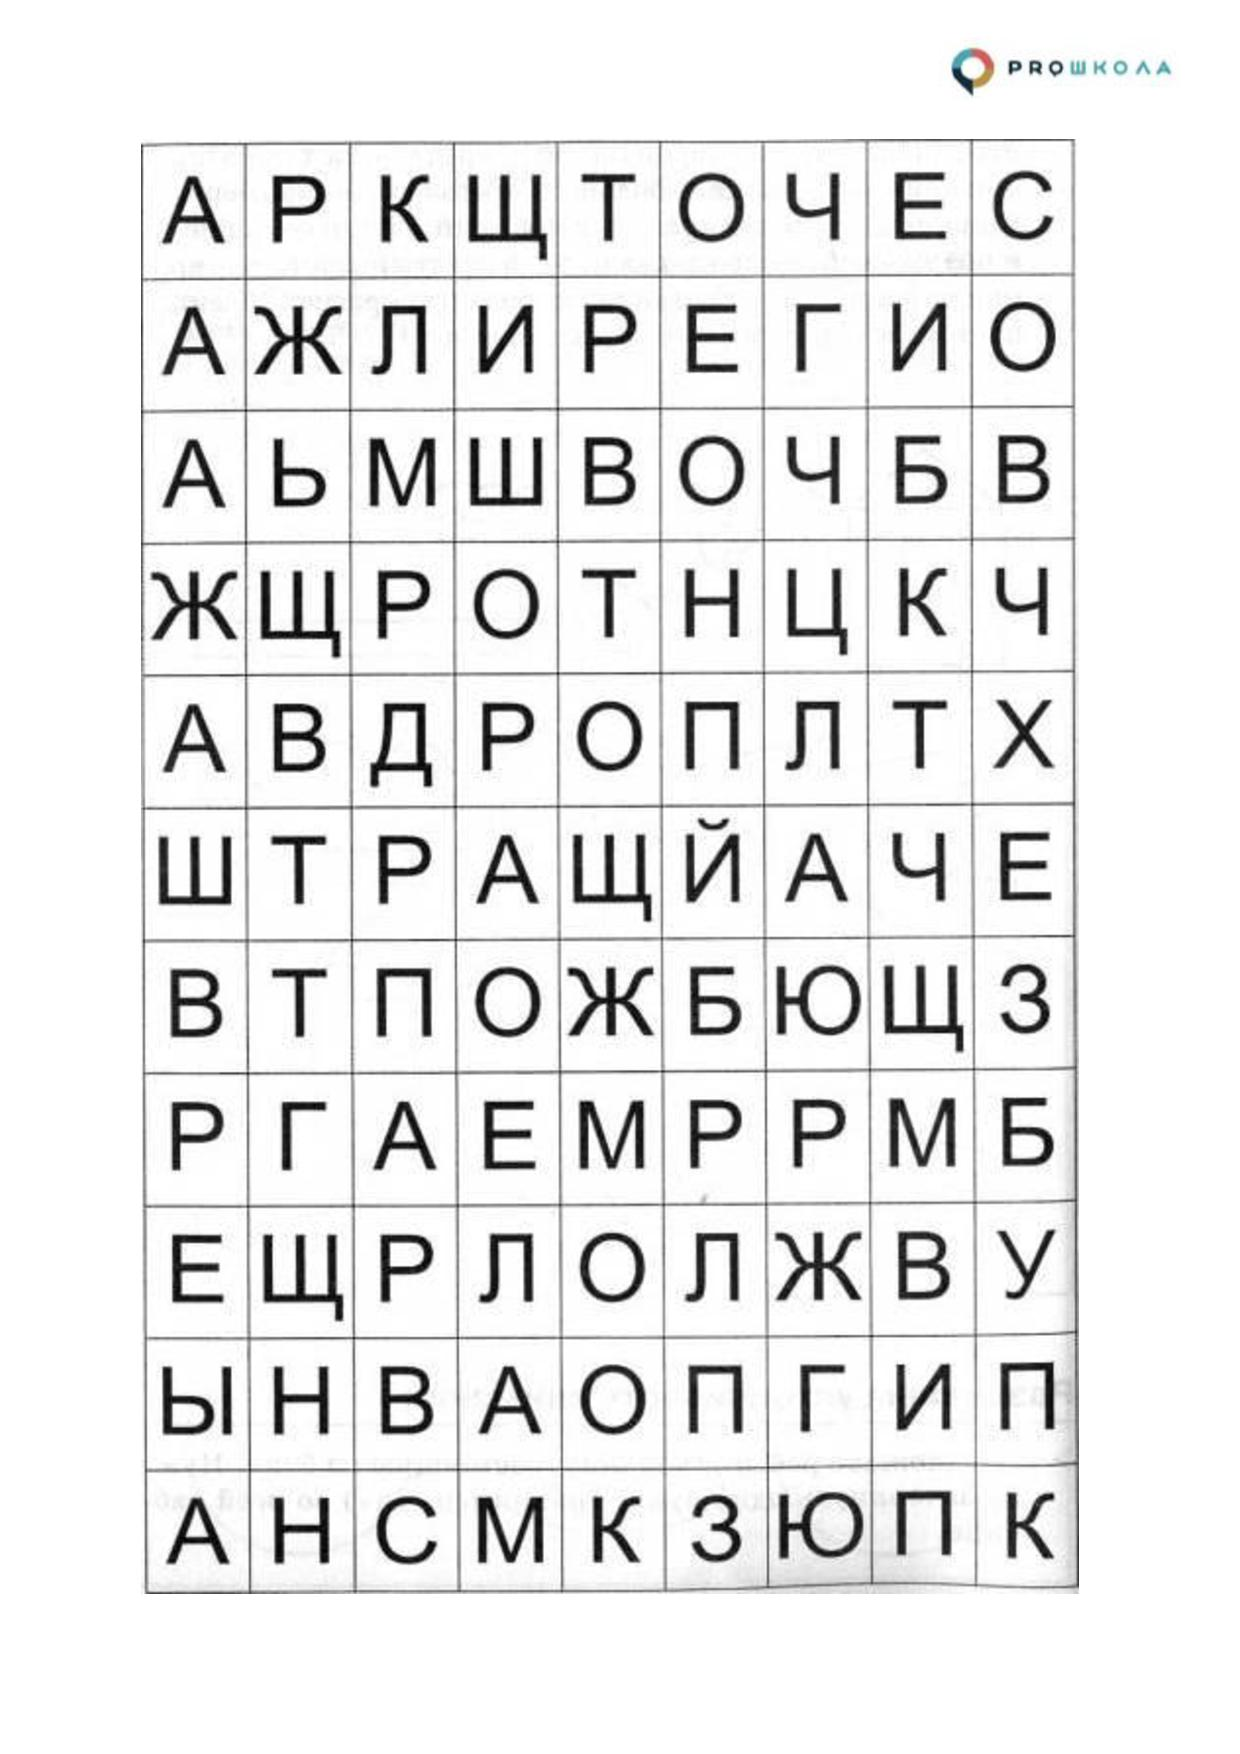 PROШКОЛА
А Р К Щ Т О Ч Е С
А Ж Л И Р Е Г И О
А Ь М Ш В О Ч Б В
Ж Щ Р О Т Н Ц К Ч
А В Д Р О П Л Т Х
Ш Т Р А Щ Й А Ч Е
В Т П О Ж Б Ю Щ З
Р Г А Е М Р Р М Б
Е Щ Р Л О Л Ж В У
Ы Н В А О П Г И П
А Н С М К З Ю П К